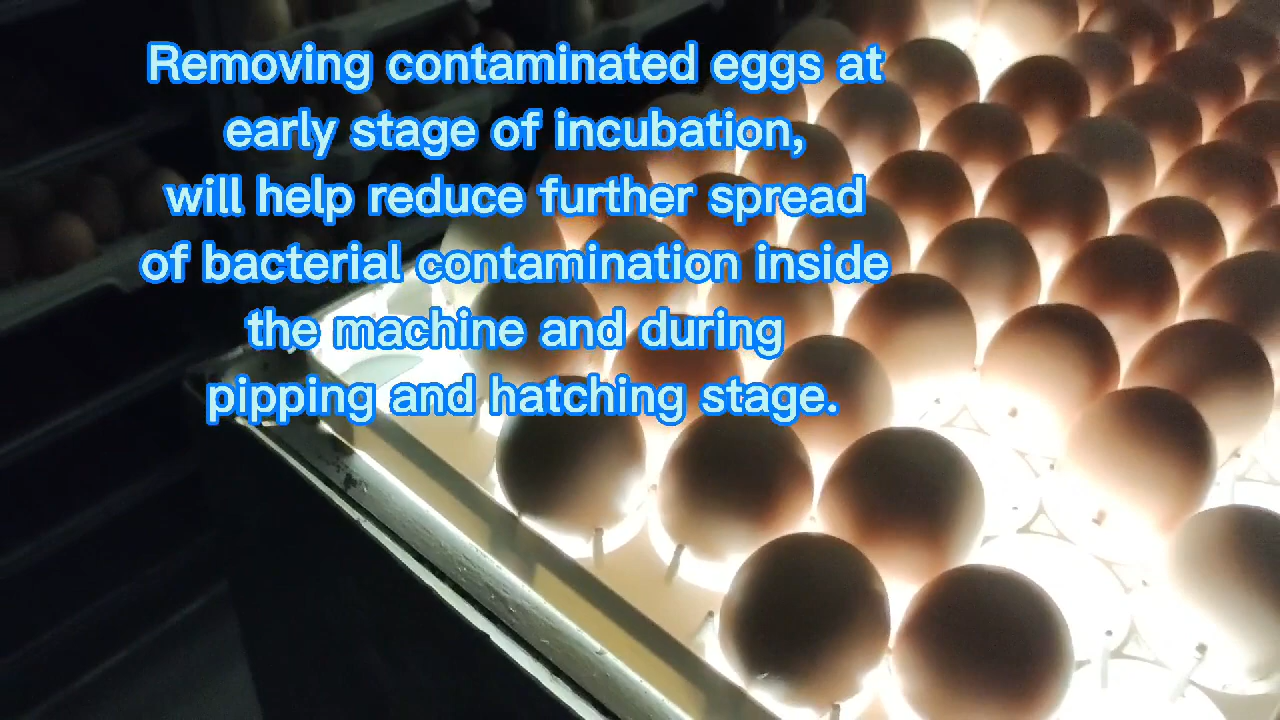 Removing contaminated eggs at
early stage of incubation,
will help reduce further spread
of bacterial contamination inside
the machine and during
pipping and hatching stage.